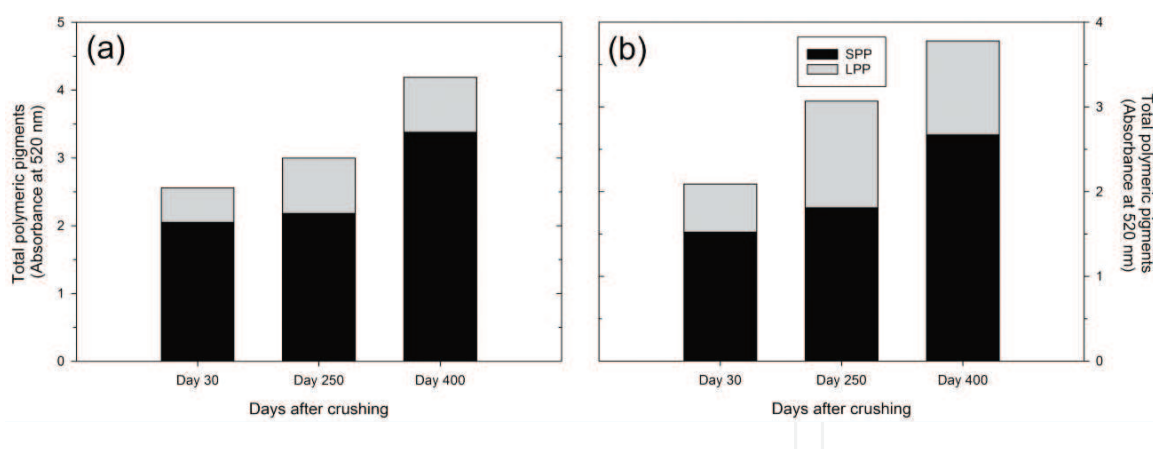 (a)
Total polymeric pigments
(Absorbance at 520 nm)
5
4
3
2
1
0
Day 30 Day 250 Day 400
Days after crushing
(b)
SPP
LPP
Day 30 Day 250 Day 400
Days after crushing
4
3
2
1
0
Total polymeric pigments
(Absorbance at 520 nm)